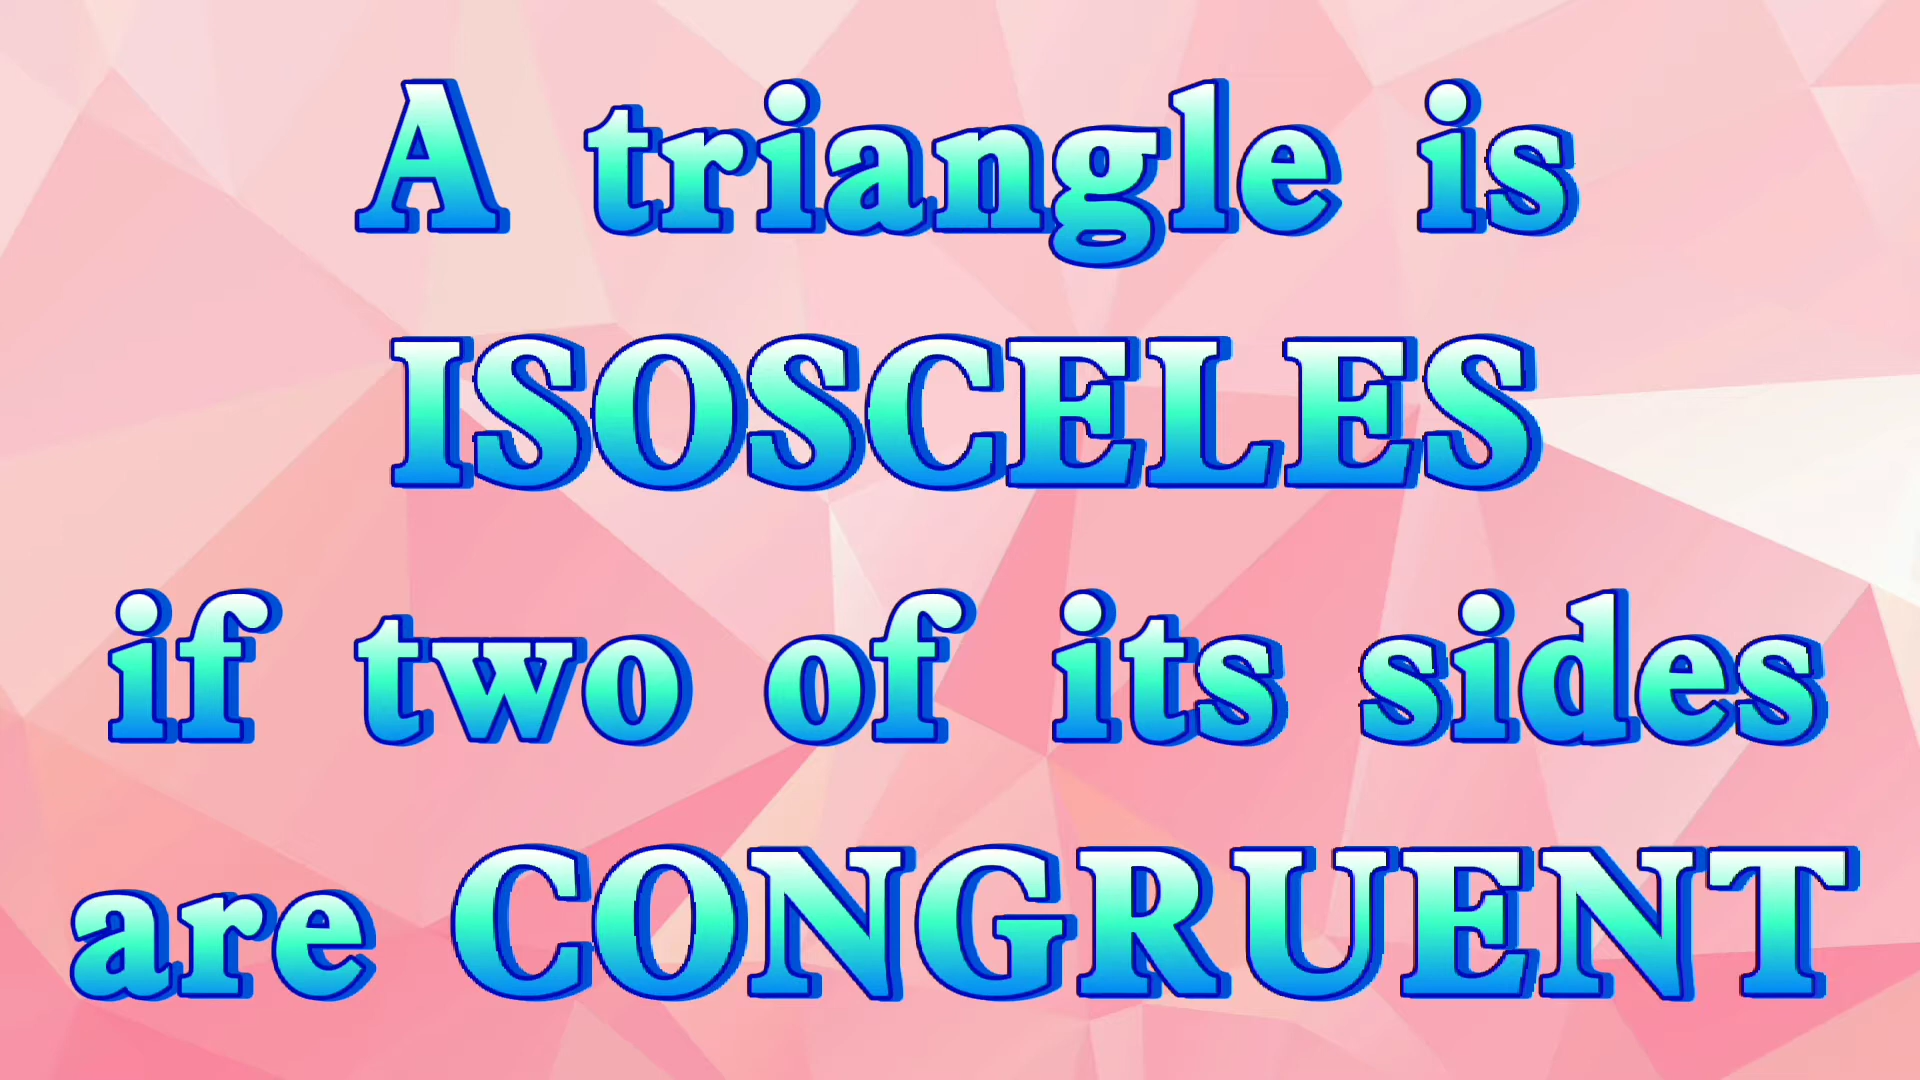 A triangle is
ISOSCELES
if two of its sides
are CONGRUENT